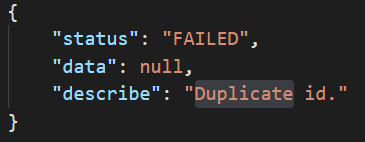 {
"status": "FAILED",
"data": null,
"describe": "Duplicate id."
}